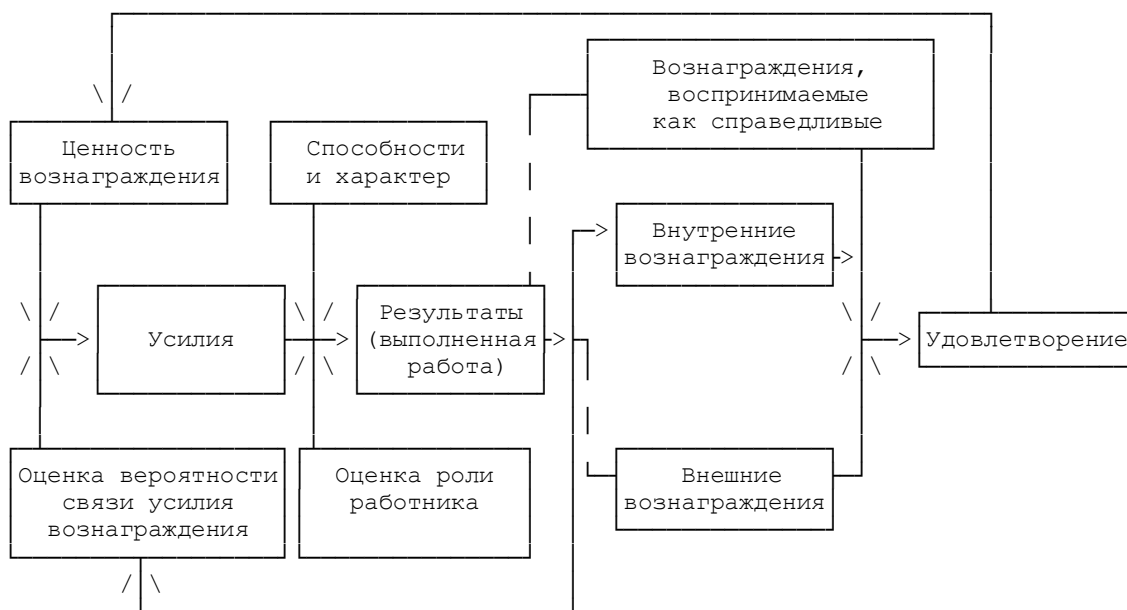 Вознаграждения,
воспринимаемые
как справедливые
Ценность
вознаграждения
Способности
и характер
Внутренние
вознаграждения
Усилия
Результаты
(выполненная
работа)
Удовлетворение
Оценка вероятности
связи усилия
вознаграждения
Оценка роли
работника
Внешние
вознаграждения